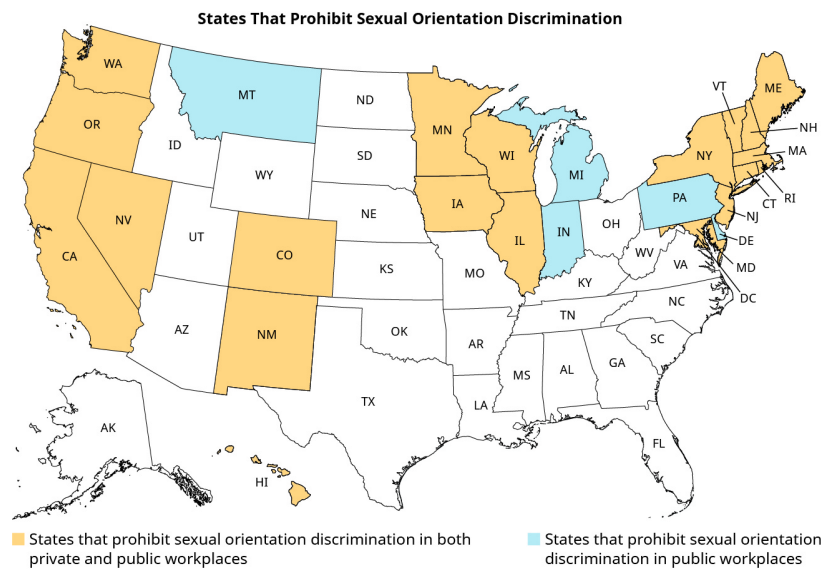 States That Prohibit Sexual Orientation Discrimination
WA
MT
ND
MN
VT
ME
OR
ID
SD
WI
NY
NH
MA
WY
MI
RI
CT
NV
NE
IA
PA
NJ
UT
CO
IL
IN
OH
DE
CA
KS
MO
WV
VA
MD
KY
DC
AZ
NM
OK
TN
NC
AR
SC
MS
AL
GA
TX
LA
AK
FL
HI
States that prohibit sexual orientation discrimination in both
private and public workplaces
States that prohibit sexual orientation
discrimination in public workplaces